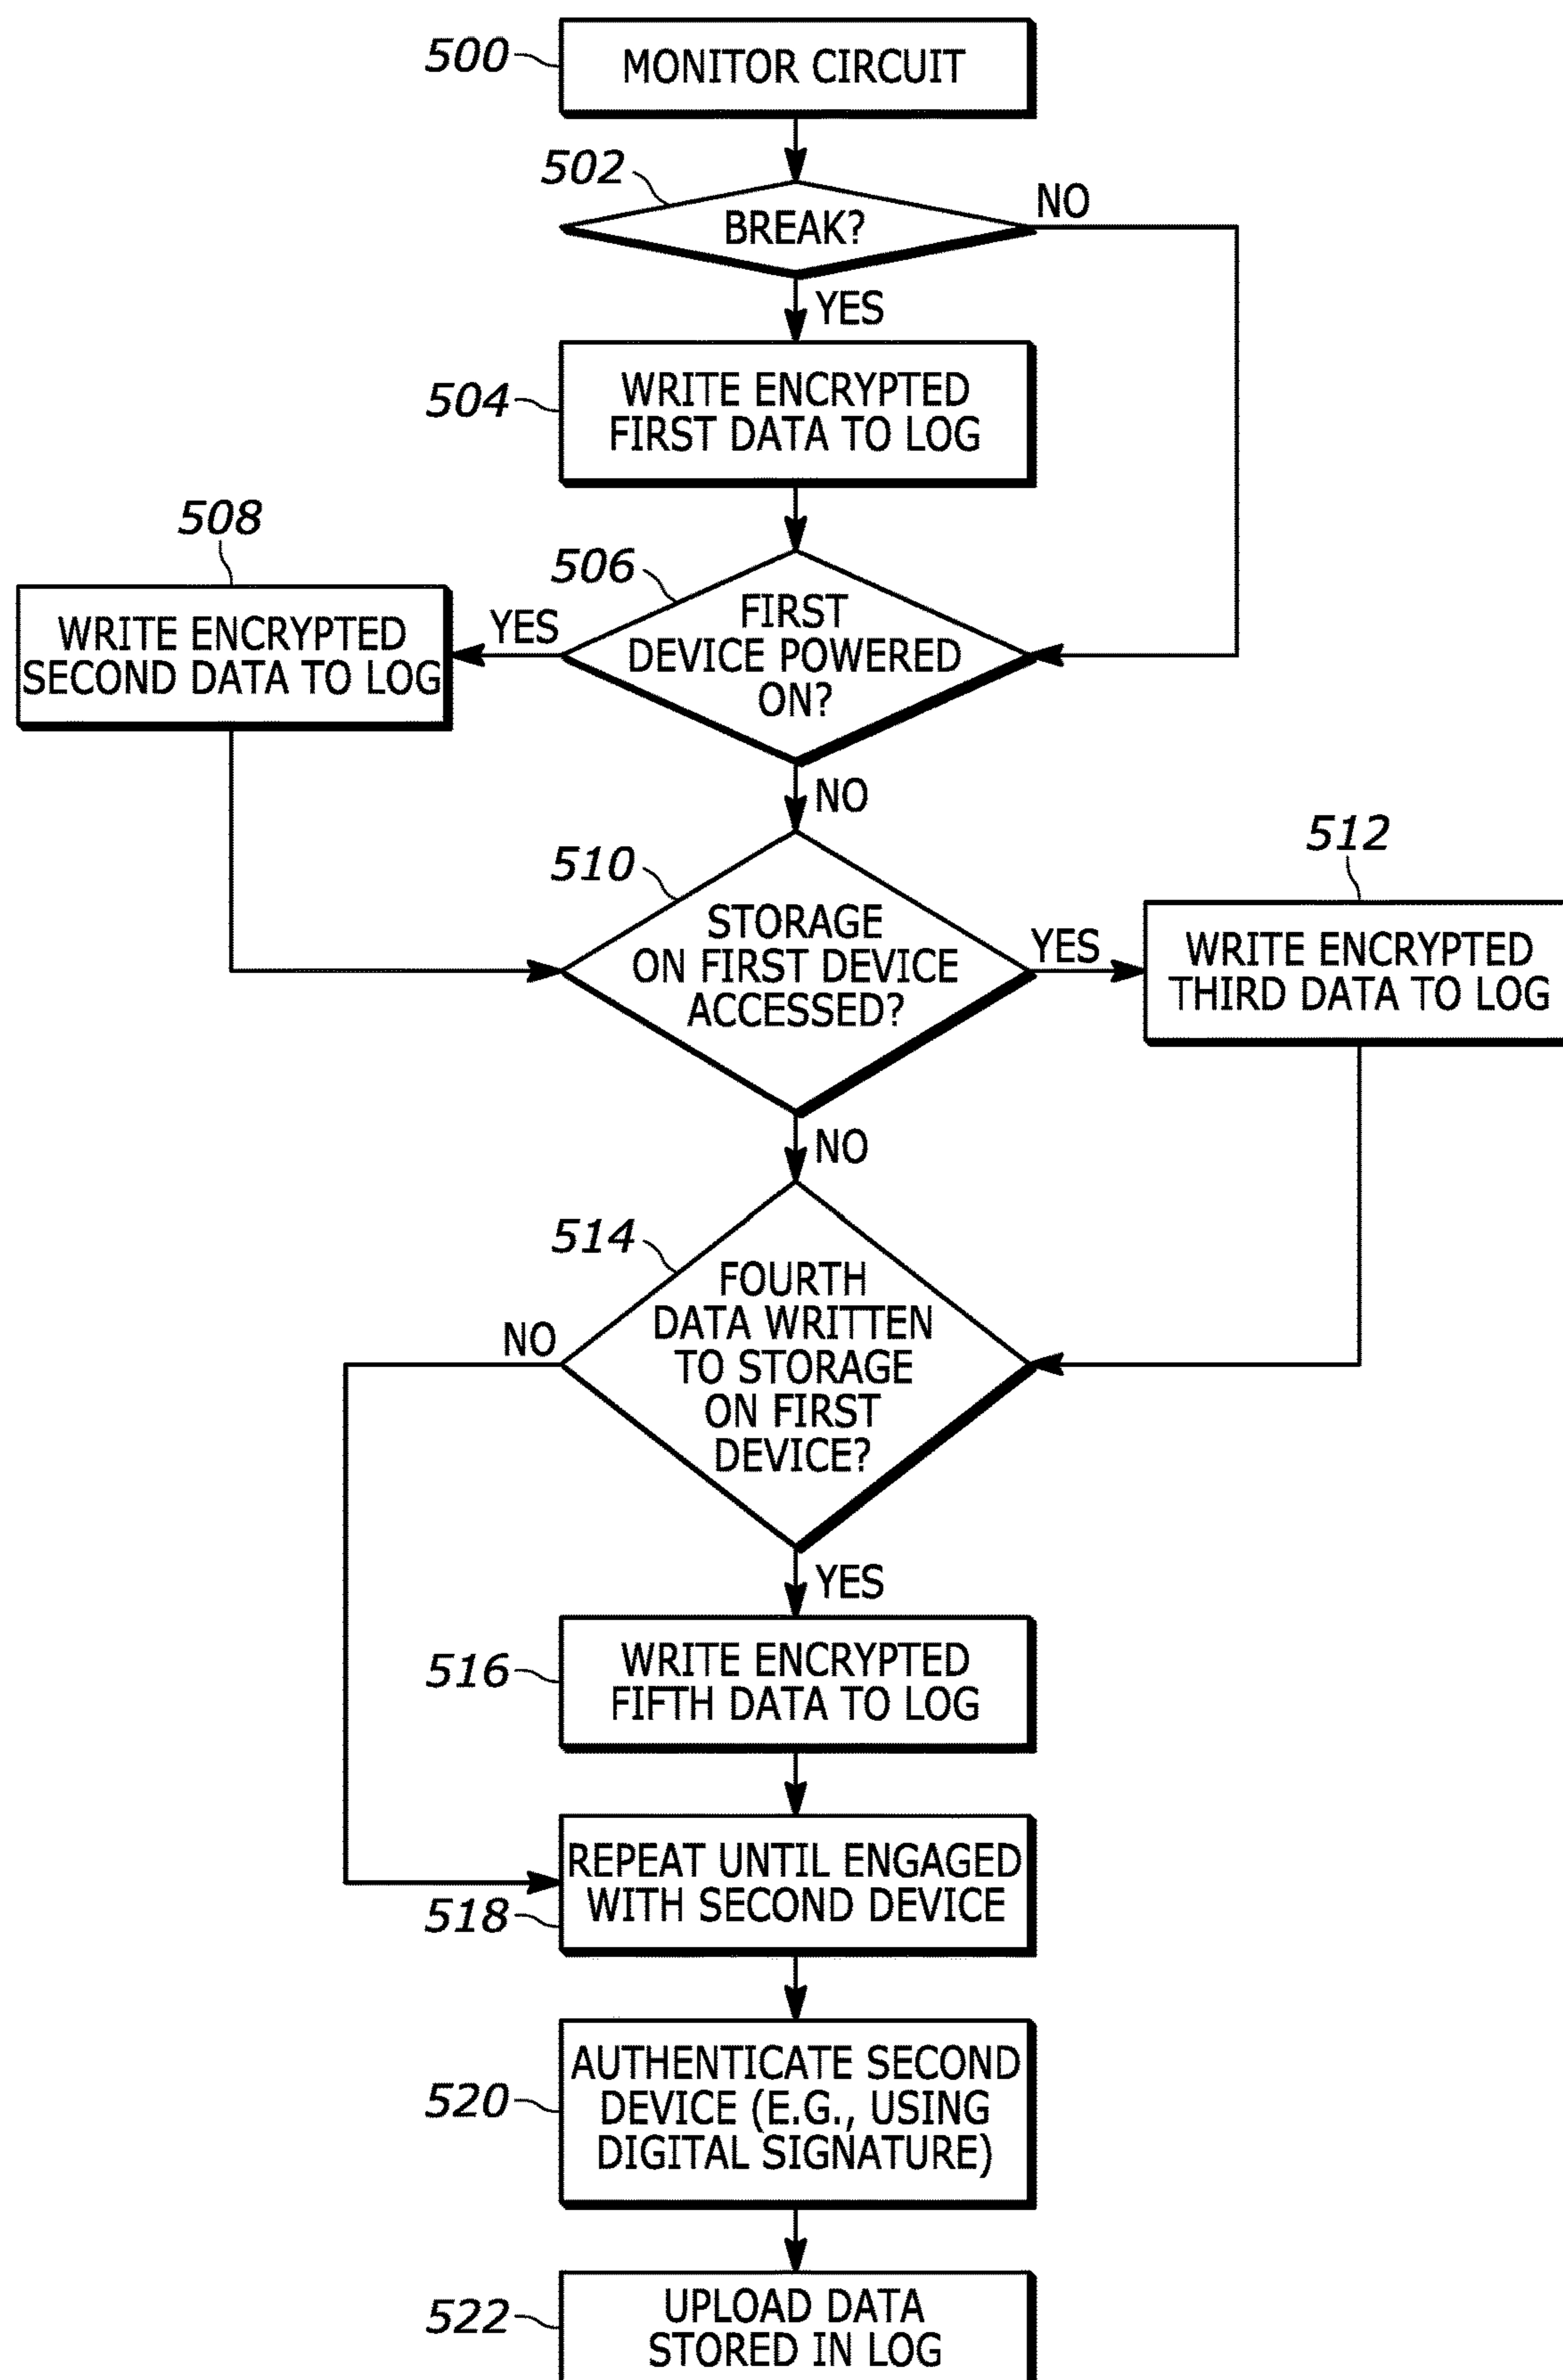 500
MONITOR CIRCUIT
502
BREAK?
NO
YES
504
WRITE ENCRYPTED
FIRST DATA TO LOG
508
506
WRITE ENCRYPTED
SECOND DATA TO LOG
YES
FIRST
DEVICE POWERED
ON?
NO
510
512
STORAGE
ON FIRST DEVICE
ACCESSED?
YES
WRITE ENCRYPTED
THIRD DATA TO LOG
NO
514
FOURTH
DATA WRITTEN
TO STORAGE
ON FIRST
DEVICE?
NO
YES
516
WRITE ENCRYPTED
FIFTH DATA TO LOG
REPEAT UNTIL ENGAGED
WITH SECOND DEVICE
518
AUTHENTICATE SECOND
DEVICE (E.G., USING
DIGITAL SIGNATURE)
520
522
UPLOAD DATA
STORED IN LOG